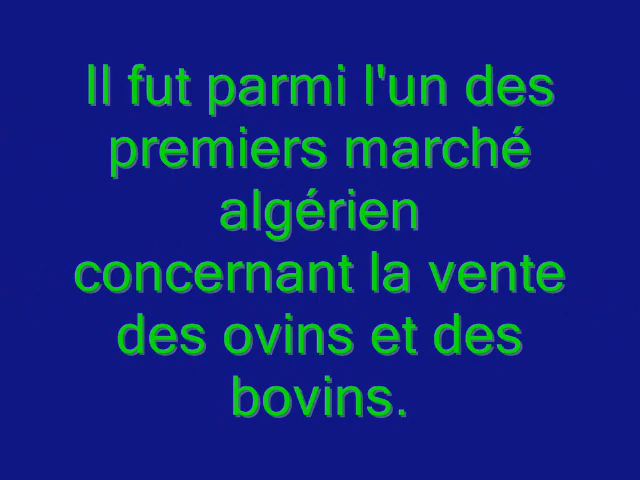 Il fut parmi l'un des
premiers marché
algérien
concernant la vente
des ovins et des
bovins.